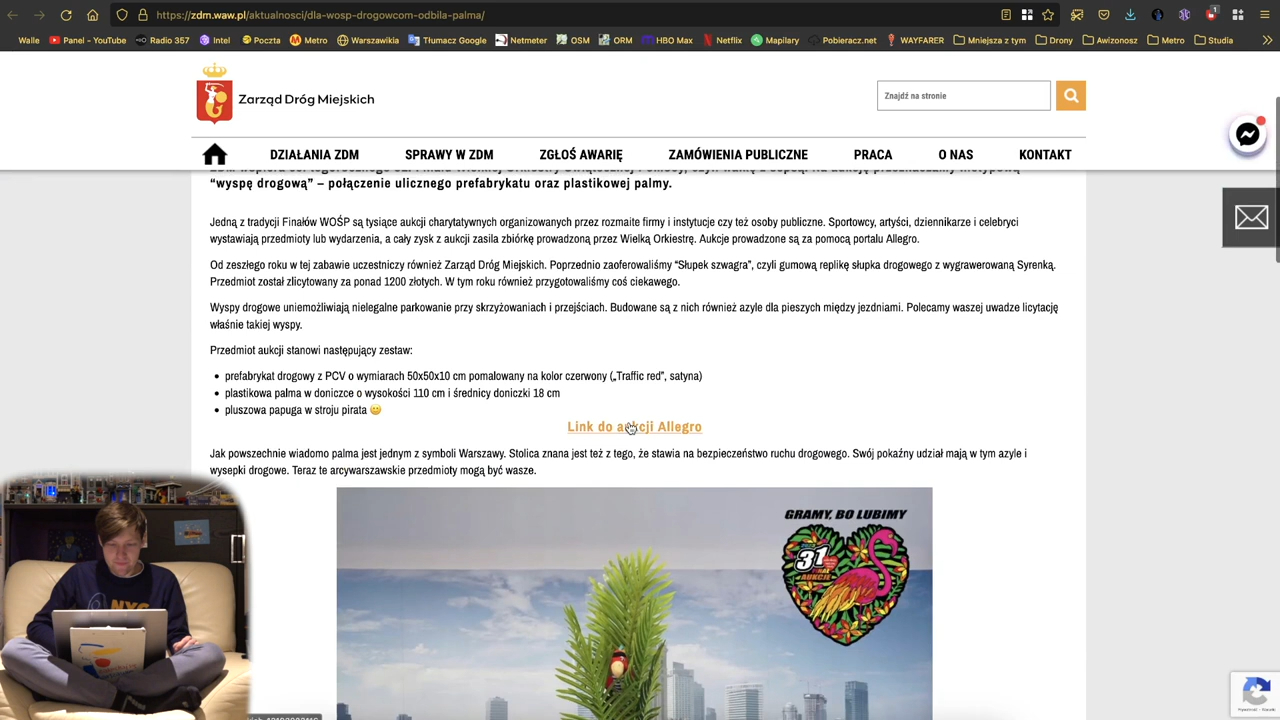 https://zdm.waw.pl/aktualnosci/dla-wosp-drogowcom-odbila-palma/
Walle Panel - YouTube Radio 357 Intel Poczta Metro Warszawikia Tłumacz Google Netmeter OSM ORM HBO Max Netflix Mapilary Pobieracz.net WAYFARER Mniejsza z tym Drony Awizonosz Metro Studia
Zarząd Dróg Miejskich
Znajdź na stronie
DZIAŁANIA ZDM SPRAWY W ZDM ZGŁOŚ AWARIĘ ZAMÓWIENIA PUBLICZNE PRACA O NAS KONTAKT
“wyspę drogową” – połączenie ulicznego prefabrykatu oraz plastikowej palmy.
Jedną z tradycji Finałów WOŚP są tysiące aukcji charytatywnych organizowanych przez rozmaite firmy i instytucje czy też osoby publiczne. Sportowcy, artyści, dziennikarze i celebryci
wystawiają przedmioty lub wydarzenia, a cały zysk z aukcji zasila zbiórkę prowadzoną przez Wielką Orkiestrę. Aukcje prowadzone są za pomocą portalu Allegro.
Od zeszłego roku w tej zabawie uczestniczy również Zarząd Dróg Miejskich. Poprzednio zaoferowaliśmy “Słupek szwagra”, czyli gumową replikę słupka drogowego z wygrawerowaną Syrenką.
Przedmiot został zlicytowany za ponad 1200 złotych. W tym roku również przygotowaliśmy coś ciekawego.
Wyspy drogowe uniemożliwiają nielegalne parkowanie przy skrzyżowaniach i przejściach. Budowane są z nich również azyle dla pieszych między jezdniami. Polecamy waszej uwadze licytację
właśnie takiej wyspy.
Przedmiot aukcji stanowi następujący zestaw:
prefabrykat drogowy z PCV o wymiarach 50x50x10 cm pomalowany na kolor czerwony („Traffic red”, satyna)
plastikowa palma w doniczce o wysokości 110 cm i średnicy doniczki 18 cm
pluszowa papuga w stroju pirata
Link do aukcji Allegro
Jak powszechnie wiadomo palma jest jednym z symboli Warszawy. Stolica znana jest też z tego, że stawia na bezpieczeństwo ruchu drogowego. Swój pokaźny udział mają w tym azyle i
wysepki drogowe. Teraz te arcywarszawskie przedmioty mogą być wasze.
GRAMY, BO LUBIMY
31
FINAŁ
AUKCJE
NYC